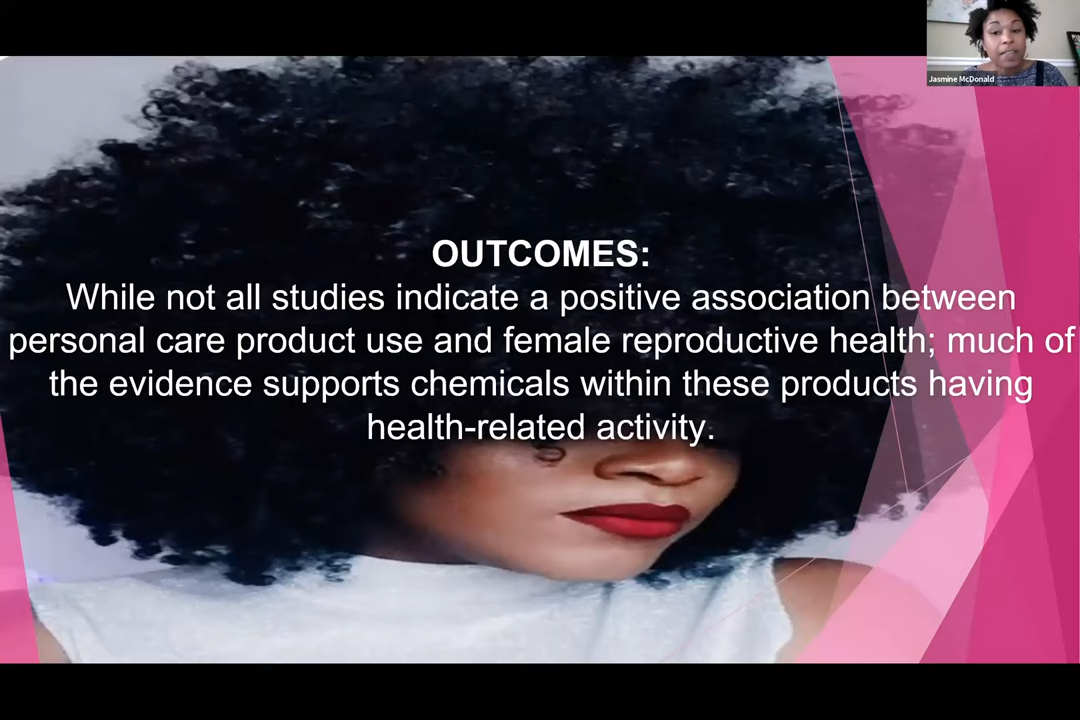 Jasmine McDonald
OUTCOMES:
While not all studies indicate a positive association between
personal care product use and female reproductive health; much of
the evidence supports chemicals within these products having
health-related activity.